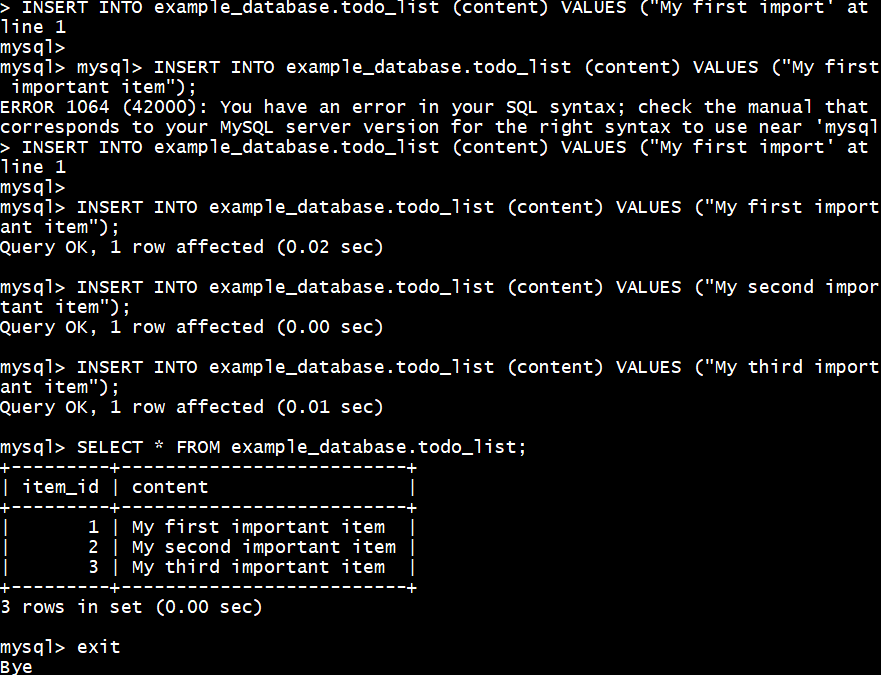 > INSERT INTO example_database.todo_list (content) VALUES ("My first import' at
line 1
mysql>
mysql> mysql> INSERT INTO example_database.todo_list (content) VALUES ("My first
 important item");
ERROR 1064 (42000): You have an error in your SQL syntax; check the manual that
corresponds to your MySQL server version for the right syntax to use near 'mysql
> INSERT INTO example_database.todo_list (content) VALUES ("My first import' at
line 1
mysql>
mysql> INSERT INTO example_database.todo_list (content) VALUES ("My first import
ant item");
Query OK, 1 row affected (0.02 sec)

mysql> INSERT INTO example_database.todo_list (content) VALUES ("My second impor
tant item");
Query OK, 1 row affected (0.00 sec)

mysql> INSERT INTO example_database.todo_list (content) VALUES ("My third import
ant item");
Query OK, 1 row affected (0.01 sec)

mysql> SELECT * FROM example_database.todo_list;
+---------+--------------------------+
| item_id | content                  |
+---------+--------------------------+
|       1 | My first important item  |
|       2 | My second important item |
|       3 | My third important item  |
+---------+--------------------------+
3 rows in set (0.00 sec)

mysql> exit
Bye